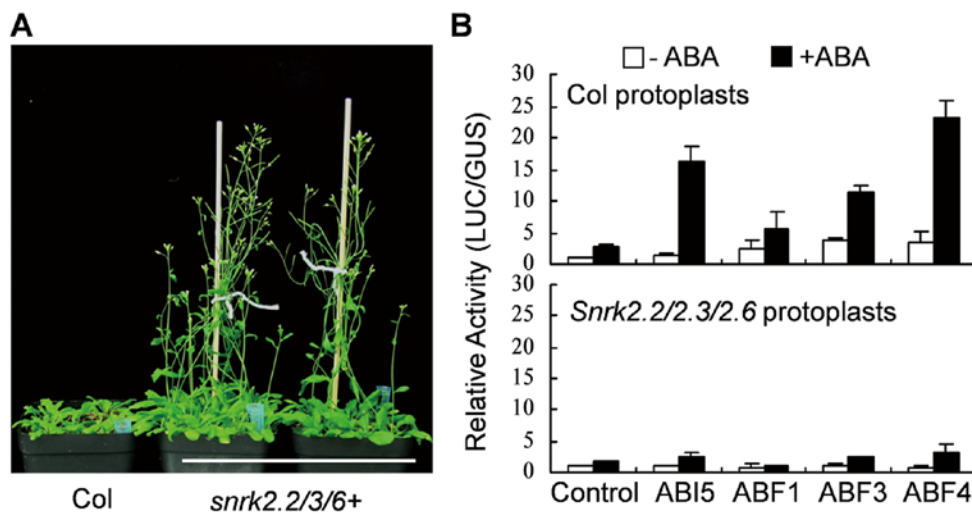 A
Col
snrk2.2/3/6+
B
- ABA
+ABA
Relative Activity (LUC/GUS)
30
25
20
15
10
5
0
Col protoplasts
30
25
20
15
10
5
0
Snrk2.2/2.3/2.6 protoplasts
Control ABI5 ABF1 ABF3 ABF4